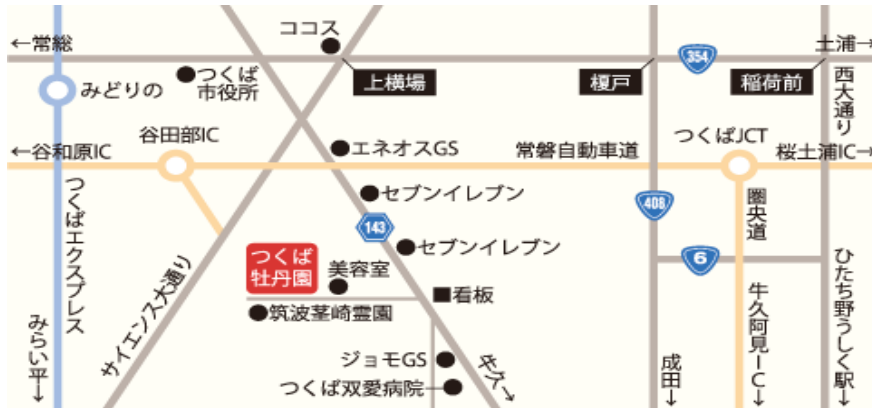 ココス
←常総
土浦→
354
みどりの
つくば
市役所
上横場
榎戸
稲荷前
西大通り
谷田部IC
エネオスGS
常磐自動車道
つくばJCT
←谷和原IC
桜土浦IC→
つくばエクスプレス
セブンイレブン
408
圏央道
143
セブンイレブン
6
つくば
牡丹園
美容室
看板
筑波茎崎霊園
サイエンス大通り
ひたち野うしく駅→
牛久阿見IC→
みらい平→
ジョモGS
牛久→
成田→
つくば双愛病院